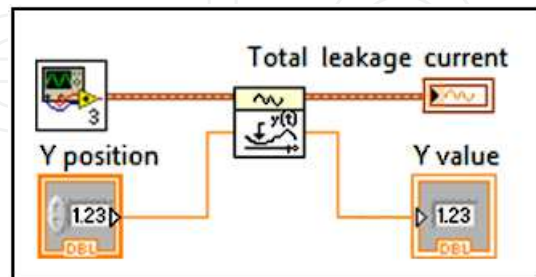 Total leakage current
3
y(t)
Y position
Y value
1.23
DBL
1.23
DBL